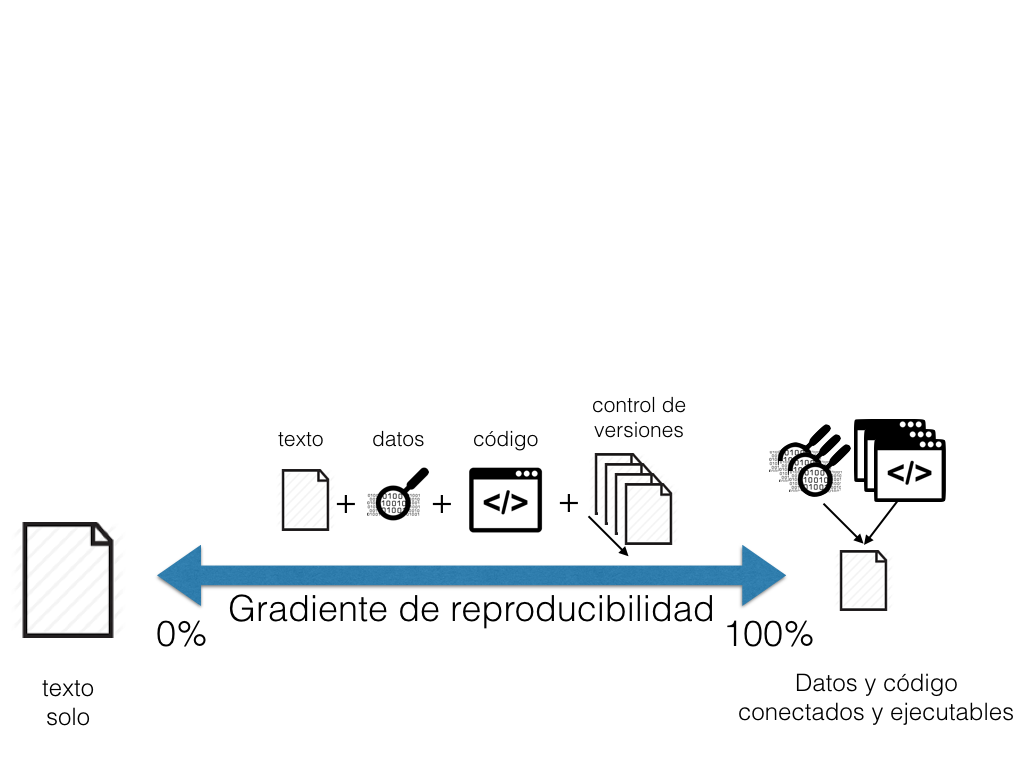 control de
versiones
texto
datos
código
+
+
+
</>
</>
Gradiente de reproducibilidad
0%
100%
texto
solo
Datos y código
conectados y ejecutables